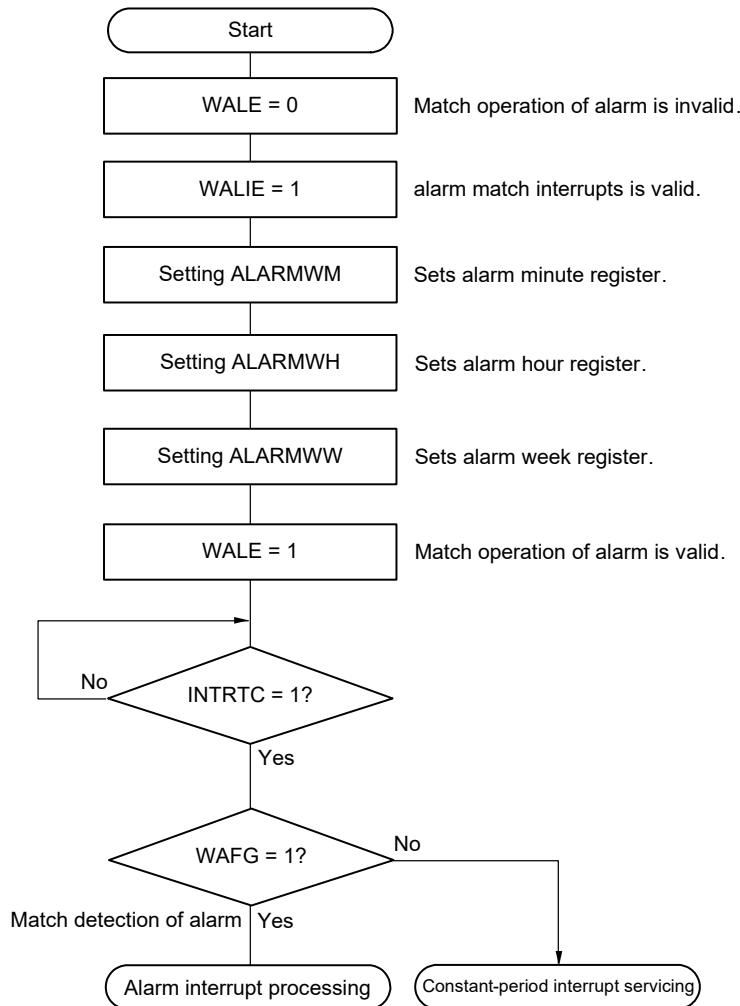 Start
WALE = 0
Match operation of alarm is invalid.
WALIE = 1
alarm match interrupts is valid.
Setting ALARMWM
Sets alarm minute register.
Setting ALARMWH
Sets alarm hour register.
Setting ALARMWW
Sets alarm week register.
WALE = 1
Match operation of alarm is valid.
No
INTRTC = 1?
Yes
WAFG = 1?
No
Match detection of alarm
Yes
Alarm interrupt processing
Constant-period interrupt servicing